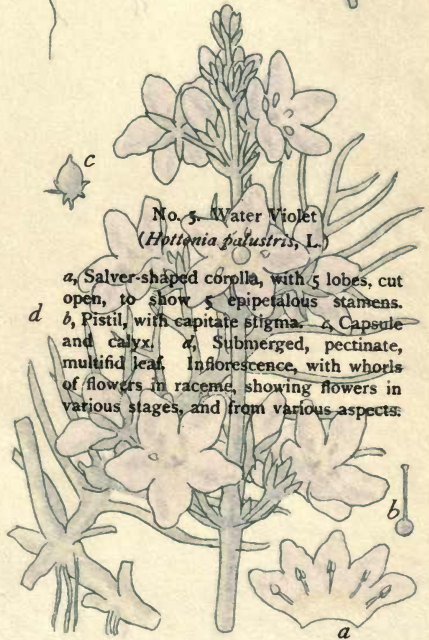 c
No. 5. Water Violet
(Hottonia palustris, L.)
a, Salver-shaped corolla, with 5 lobes, cut
open, to show 5 epipetalous stamens.
b, Pistil, with capitate stigma. c, Capsule
d
and calyx. d, Submerged, pectinate,
multifid leaf. Inflorescence, with whorls
of flowers in raceme, showing flowers in
various stages, and from various aspects.
b
a